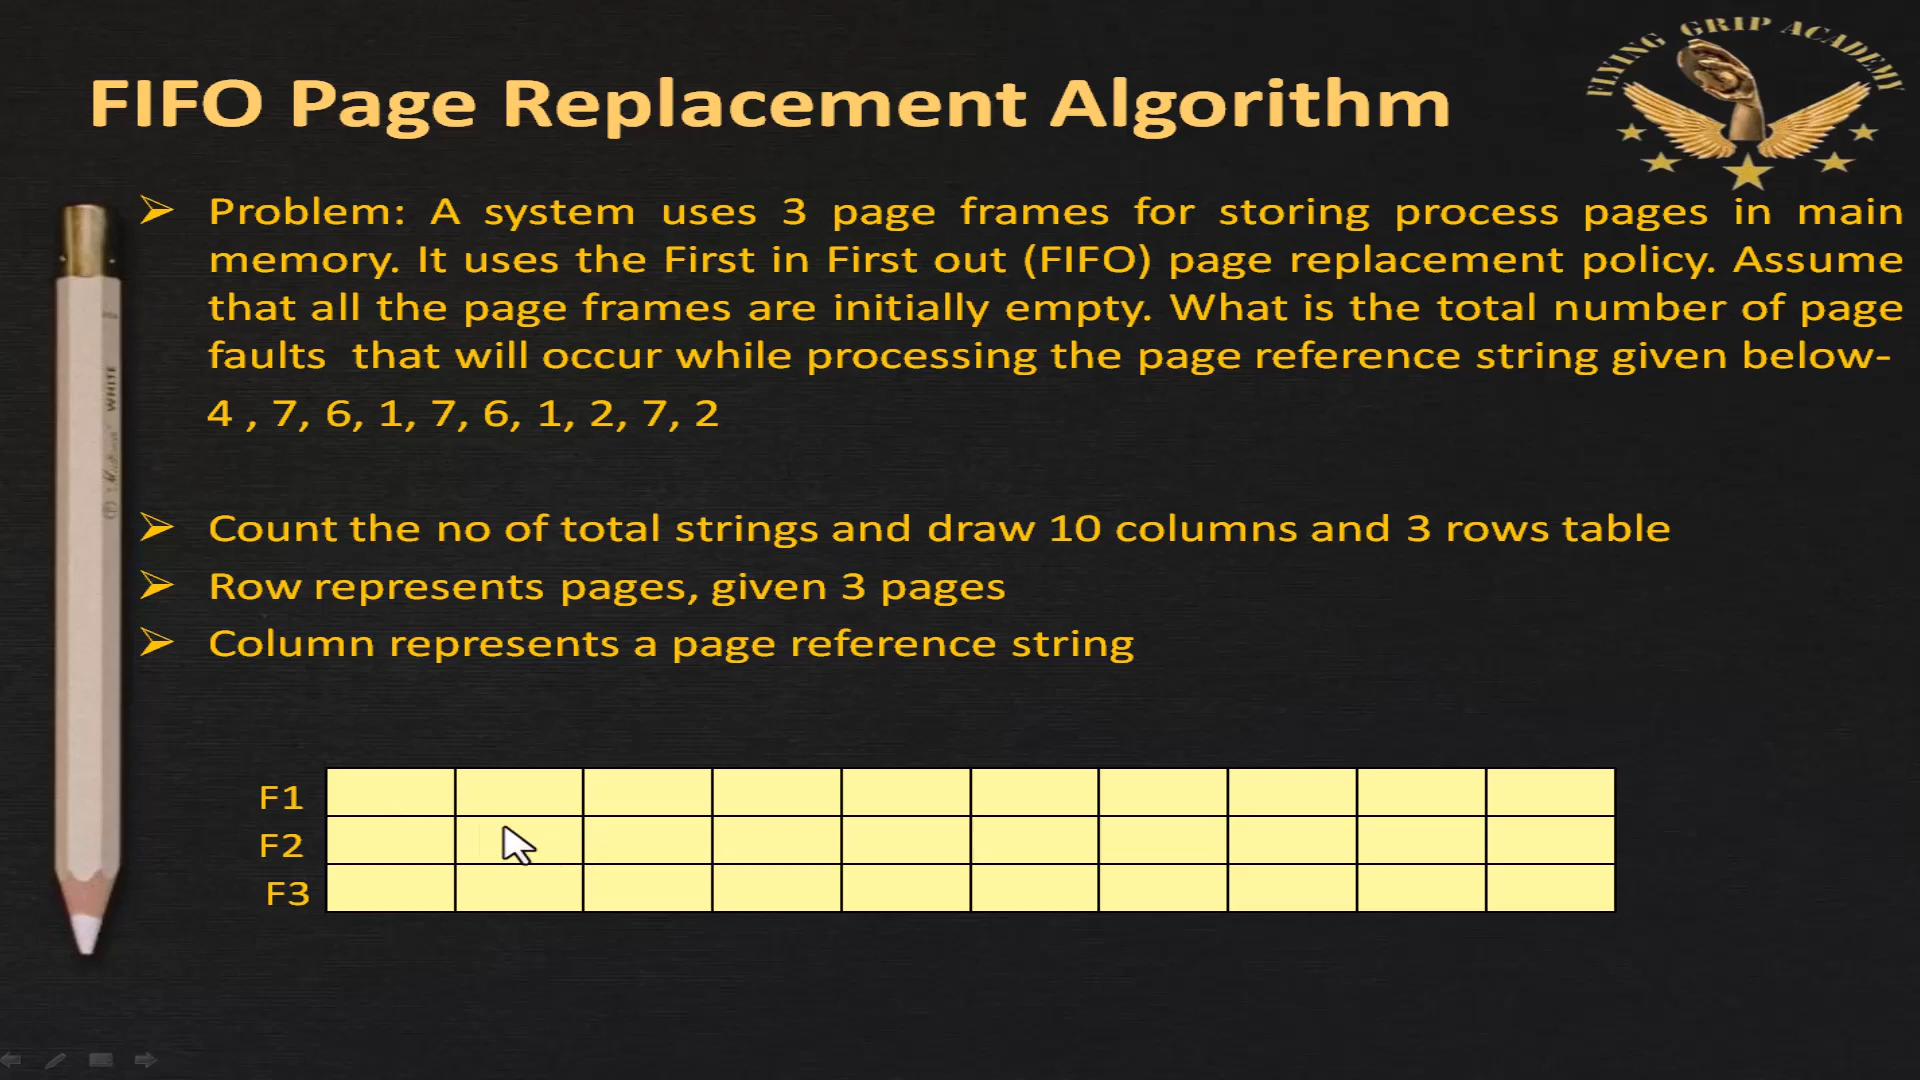 FLYING GRIP ACADEMY
FIFO Page Replacement Algorithm
Problem: A system uses 3 page frames for storing process pages in main
memory. It uses the First in First out (FIFO) page replacement policy. Assume
that all the page frames are initially empty. What is the total number of page
faults that will occur while processing the page reference string given below-
4 , 7, 6, 1, 7, 6, 1, 2, 7, 2
WHITE
Count the no of total strings and draw 10 columns and 3 rows table
Row represents pages, given 3 pages
Column represents a page reference string
F1
F2
F3